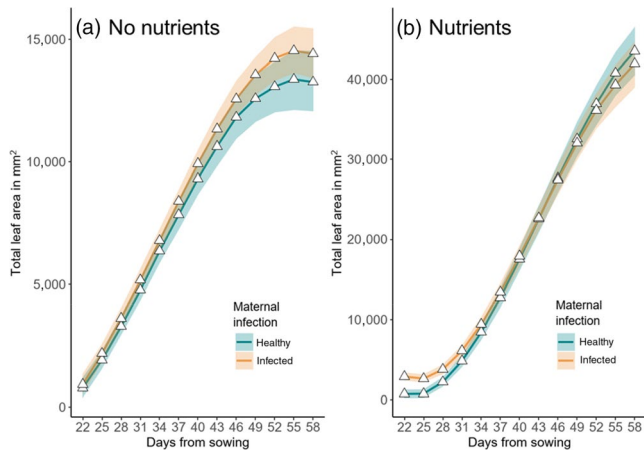 (a) No nutrients
Total leaf area in mm²
15,000
10,000
5,000
0
Maternal
infection
Healthy
Infected
22 25 28 31 34 37 40 43 46 49 52 55 58
Days from sowing
(b) Nutrients
Total leaf area in mm²
40,000
30,000
20,000
10,000
0
Maternal
infection
Healthy
Infected
22 25 28 31 34 37 40 43 46 49 52 55 58
Days from sowing